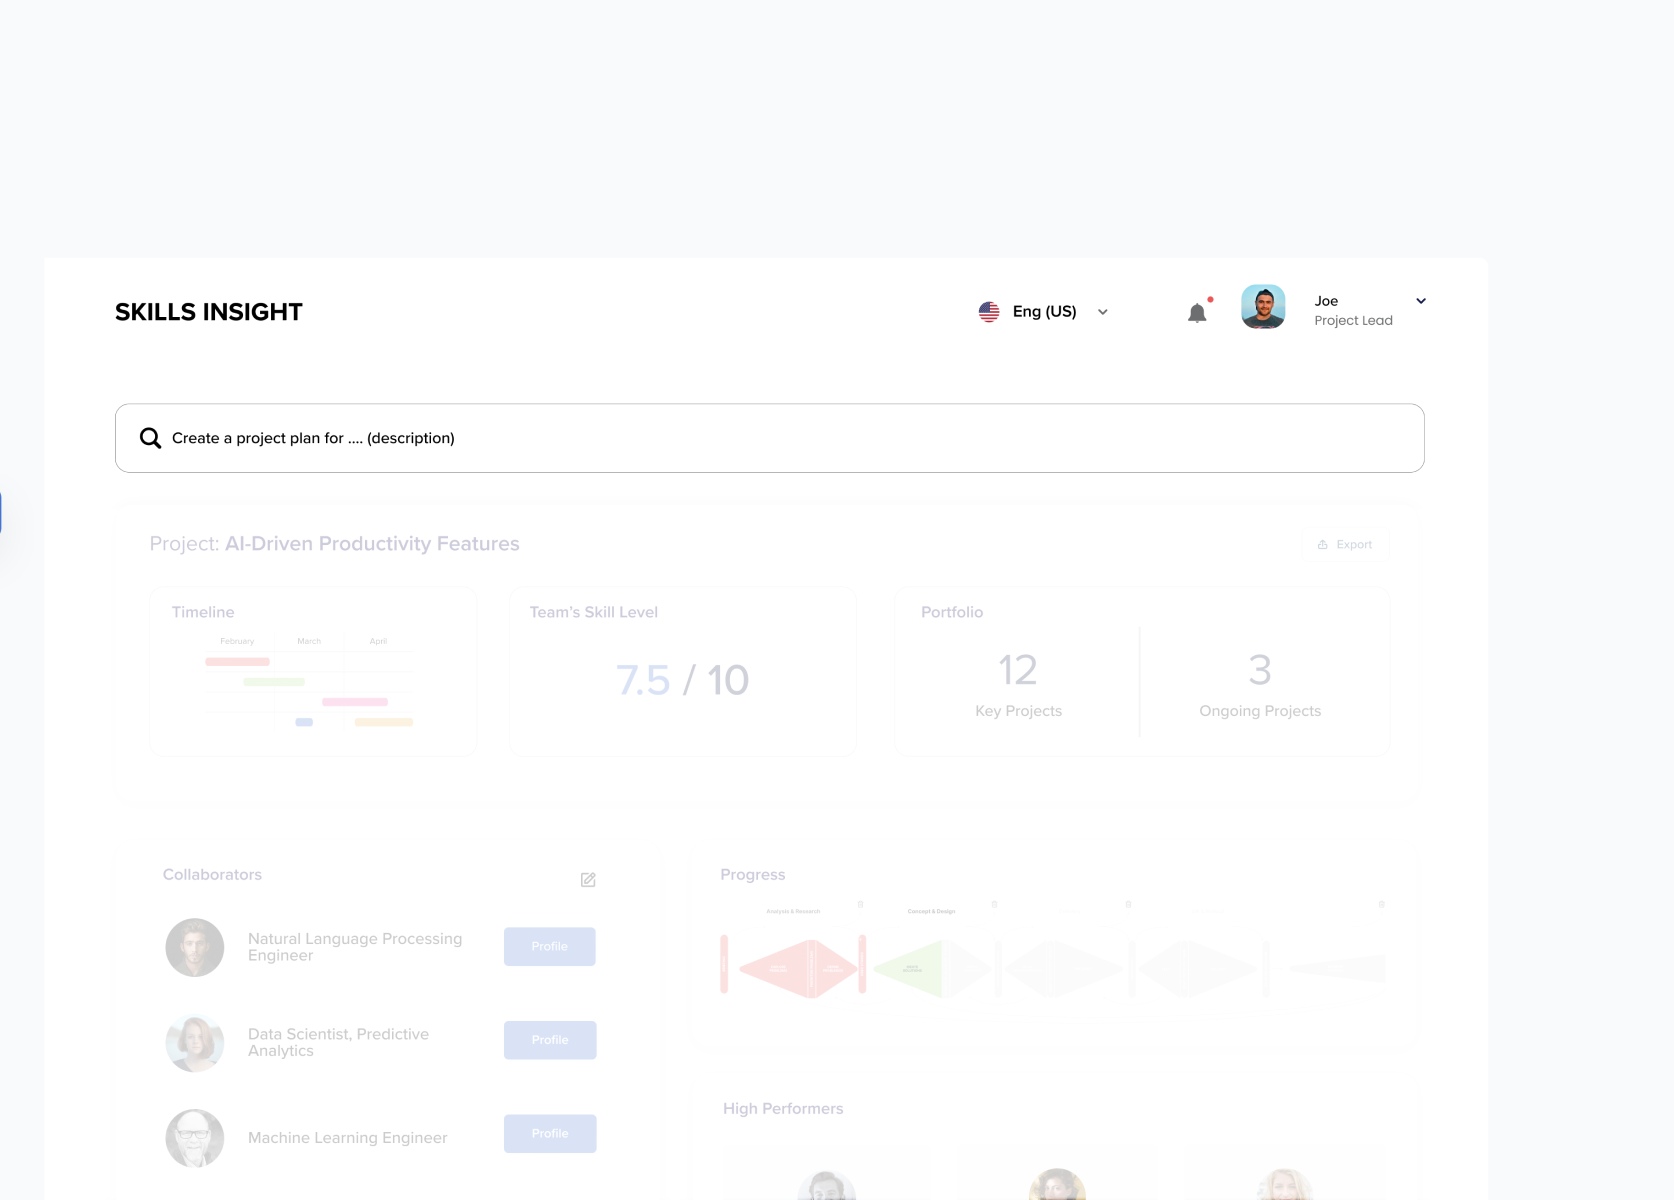 SKILLS INSIGHT
Eng (US)
Joe
Project Lead
Create a project plan for .... (description)
Project: AI-Driven Productivity Features
Export
Timeline
February March April
Team's Skill Level
7.5 / 10
Portfolio
12
Key Projects
3
Ongoing Projects
Collaborators
Natural Language Processing
Engineer
Profile
Data Scientist, Predictive
Analytics
Profile
Machine Learning Engineer
Profile
Progress
Analysis & Research
Concept & Design
High Performers